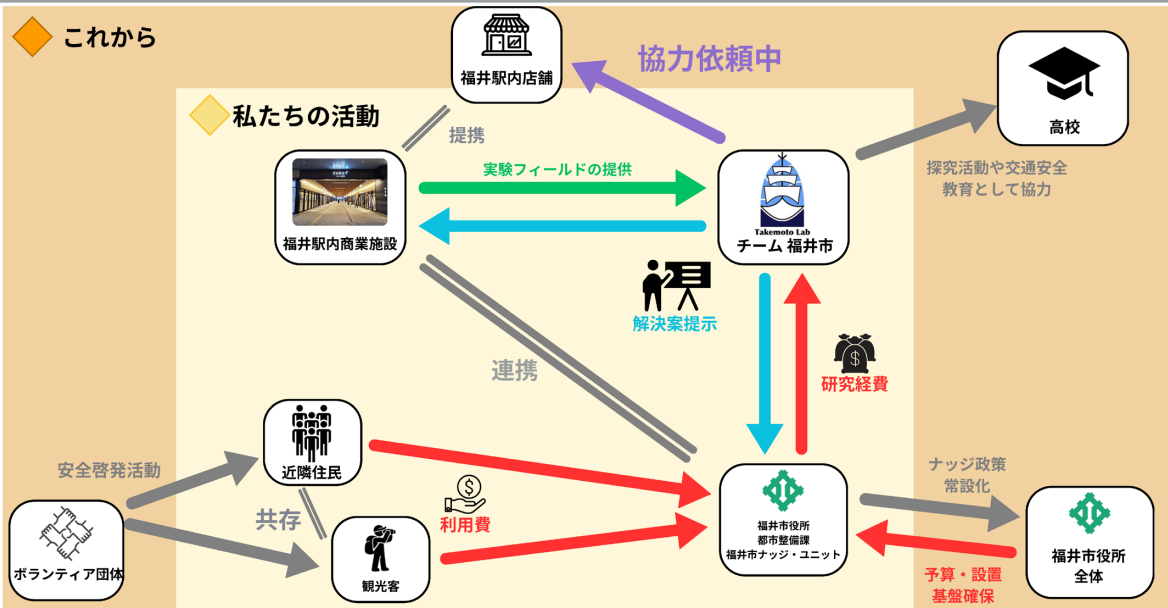 これから
福井駅内店舗
協力依頼中
高校
私たちの活動
提携
実験フィールドの提供
探究活動や交通安全
教育として協力
福井駅内商業施設
Takemoto Lab
チーム 福井市
解決案提示
連携
研究経費
安全啓発活動
近隣住民
利用費
共存
ボランティア団体
観光客
福井市役所
都市整備課
福井市ナッジ・ユニット
ナッジ政策
常設化
福井市役所
全体
予算・設置
基盤確保